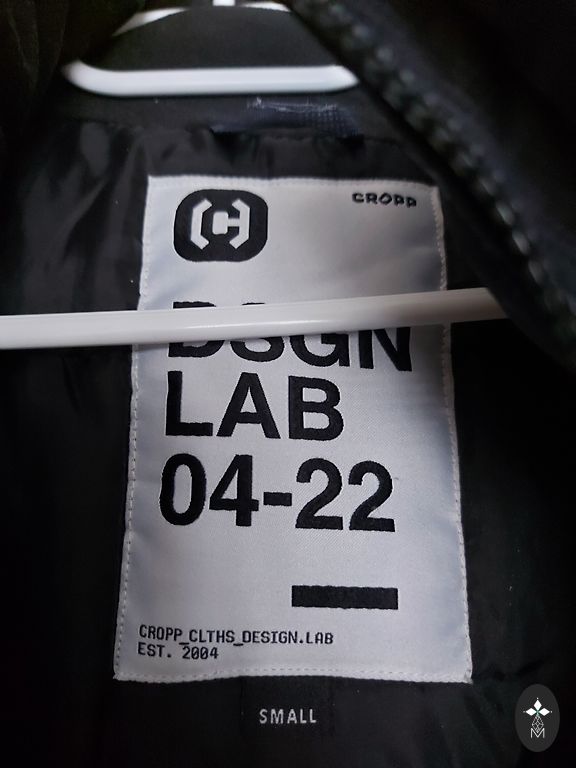 {C}
CROPP
DSGN
LAB
04-22
CROPP_CLTHS_DESIGN.LAB
EST. 2004
SMALL
M